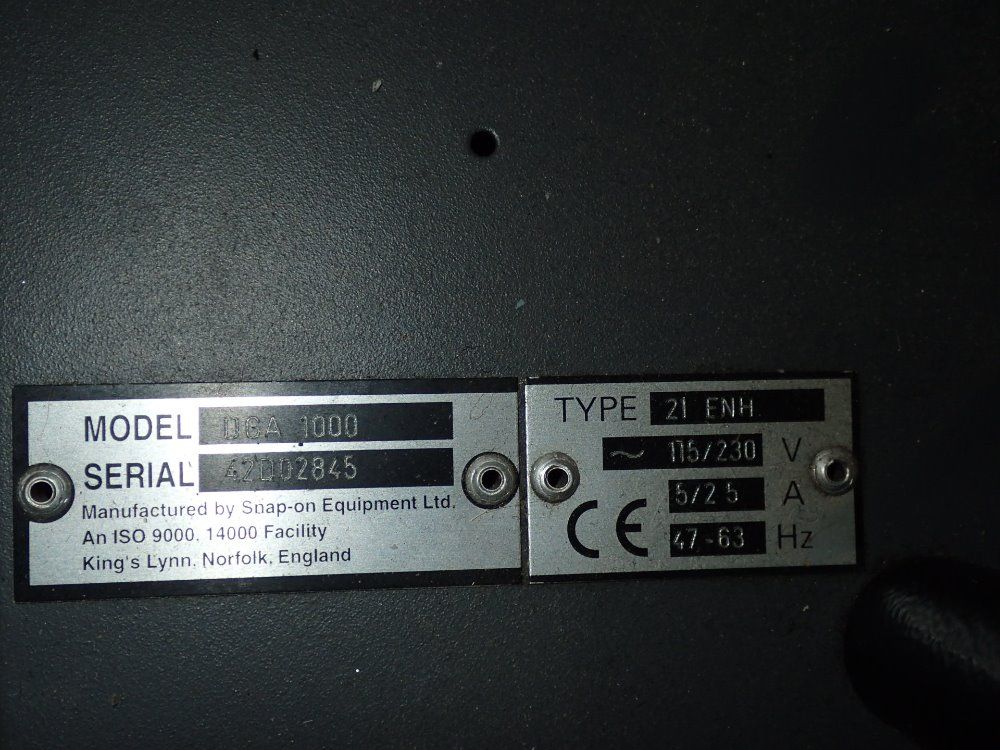 MODEL DGA 1000
SERIAL 42Q02845
Manufactured by Snap-on Equipment Ltd.
An ISO 9000, 14000 Facility
King's Lynn, Norfolk, England
TYPE 21 ENH
~ 115/230 V
5/2 5 A
CE 47-63 Hz